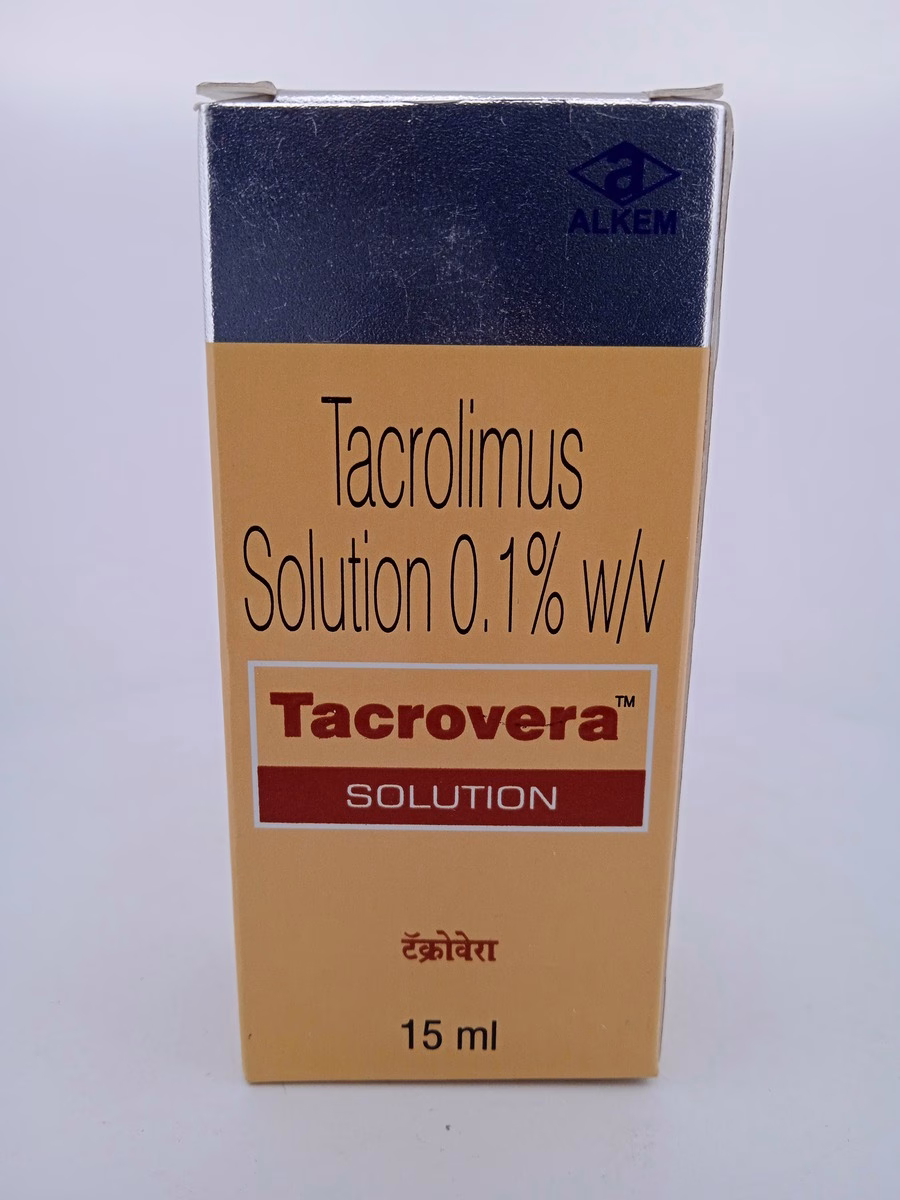 a
ALKEM
Tacrolimus
Solution 0.1% w/v
Tacrovera™
SOLUTION
टॅक्रोवेरा
15 ml